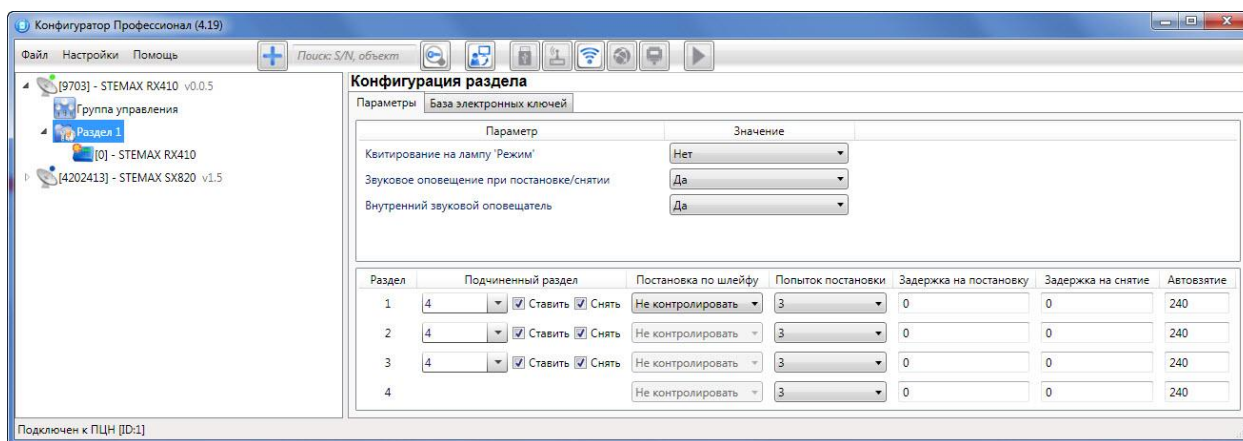 Конфигуратор Профессионал (4.19)
Файл Настройки Помощь Поиск: S/N, объект
[9703] - STEMAX RX410 v0.0.5
Группа управления
Раздел 1
[0] - STEMAX RX410
[4202413] - STEMAX SX820 v1.5
Конфигурация раздела
Параметры База электронных ключей
Параметр Значение
Квитирование на лампу 'Режим' Нет
Звуковое оповещение при постановке/снятии Да
Внутренний звуковой оповещатель Да
Раздел Подчиненный раздел Постановка по шлейфу Попыток постановки Задержка на постановку Задержка на снятие Автовзятие
1 4 Ставить Снять Не контролировать 3 0 0 240
2 4 Ставить Снять Не контролировать 3 0 0 240
3 4 Ставить Снять Не контролировать 3 0 0 240
4 Не контролировать 3 0 0 240
Подключен к ПЦН [ID:1]